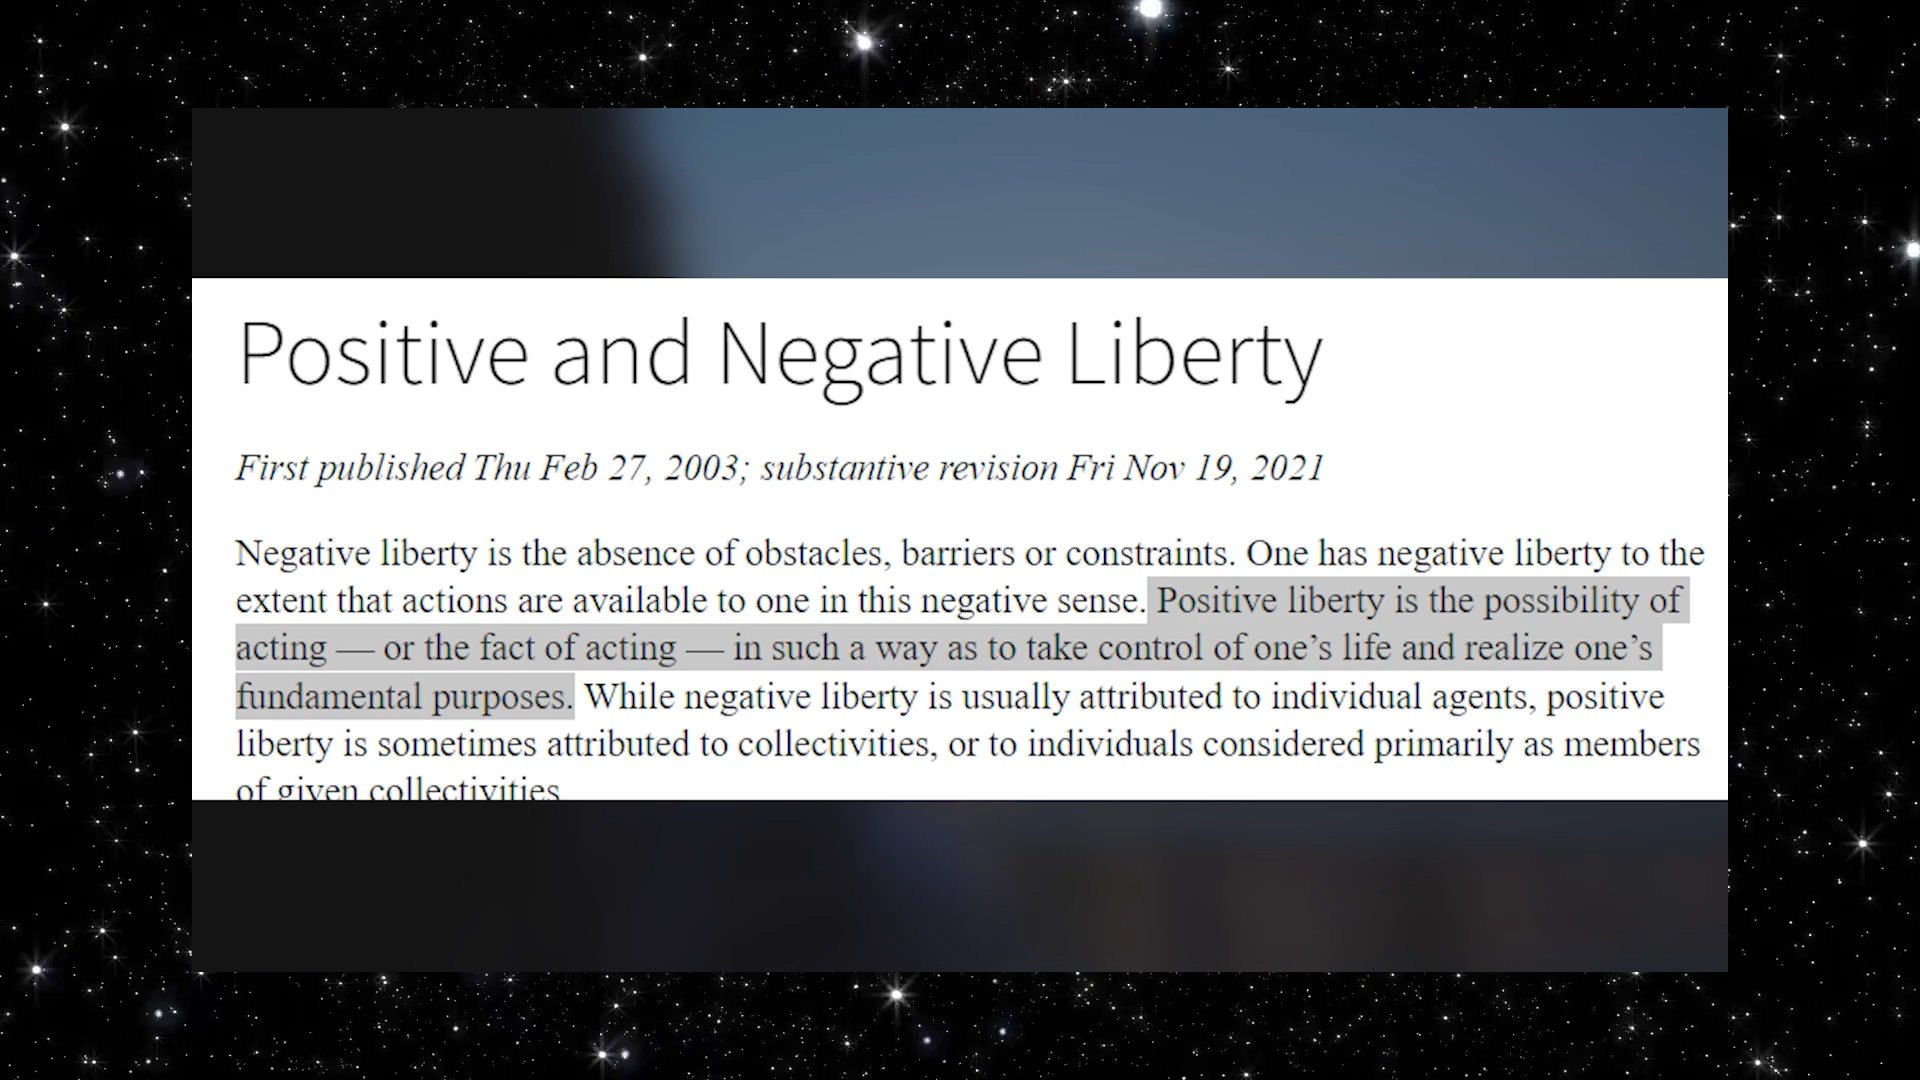 Positive and Negative Liberty
First published Thu Feb 27, 2003; substantive revision Fri Nov 19, 2021
Negative liberty is the absence of obstacles, barriers or constraints. One has negative liberty to the
extent that actions are available to one in this negative sense. Positive liberty is the possibility of
acting — or the fact of acting — in such a way as to take control of one’s life and realize one’s
fundamental purposes. While negative liberty is usually attributed to individual agents, positive
liberty is sometimes attributed to collectivities, or to individuals considered primarily as members
of given collectivities